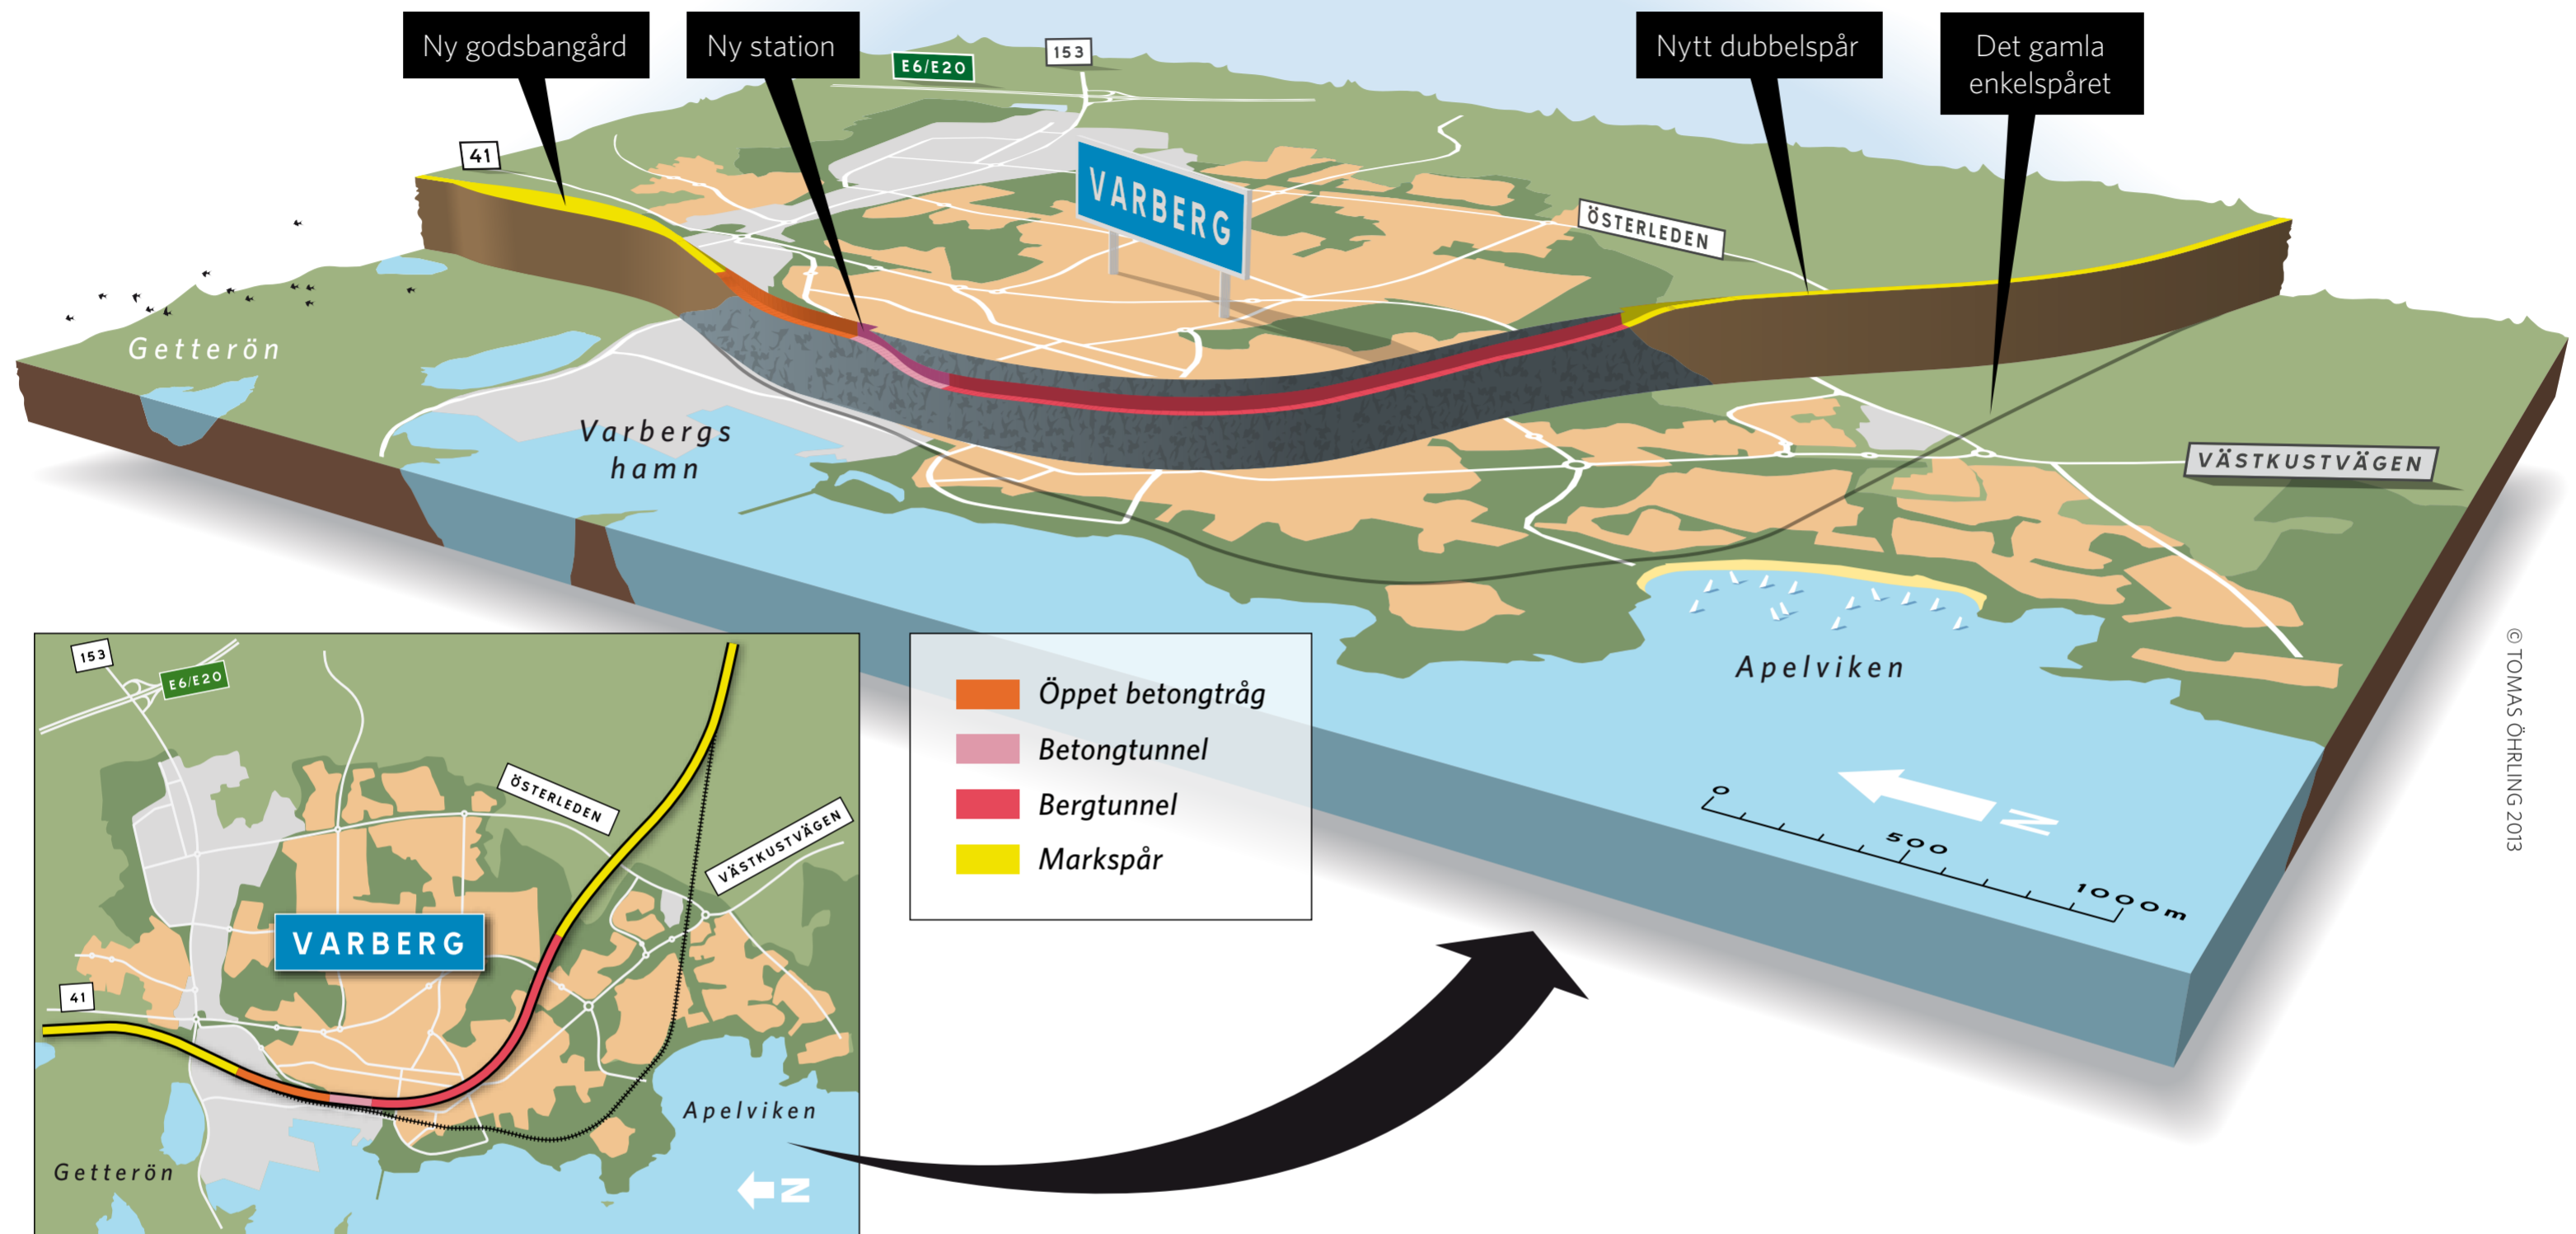 Ny godsbangård
Ny station
E6/E20
153
Nytt dubbelspår
Det gamla
enkelspåret
41
VARBERG
ÖSTERLEDEN
Getterön
Varbergs
hamn
VÄSTKUSTVÄGEN
Apelviken
0
500
1000m
N
© TOMAS ÖHRLING 2013
Öppet betongtråg
Betongtunnel
Bergtunnel
Markspår
153
E6/E20
ÖSTERLEDEN
VÄSTKUSTVÄGEN
VARBERG
41
Apelviken
Getterön
N